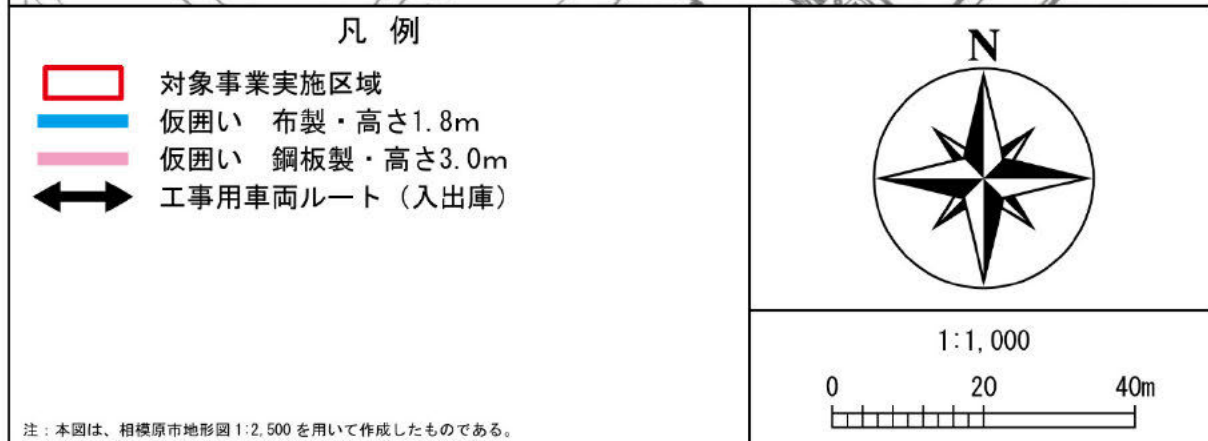 凡 例
対象事業実施区域
仮囲い 布製・高さ1.8m
仮囲い 鋼板製・高さ3.0m
工事用車両ルート（入出庫）
注：本図は、相模原市地形図1:2,500を用いて作成したものである。
N
1:1,000
0 20 40m